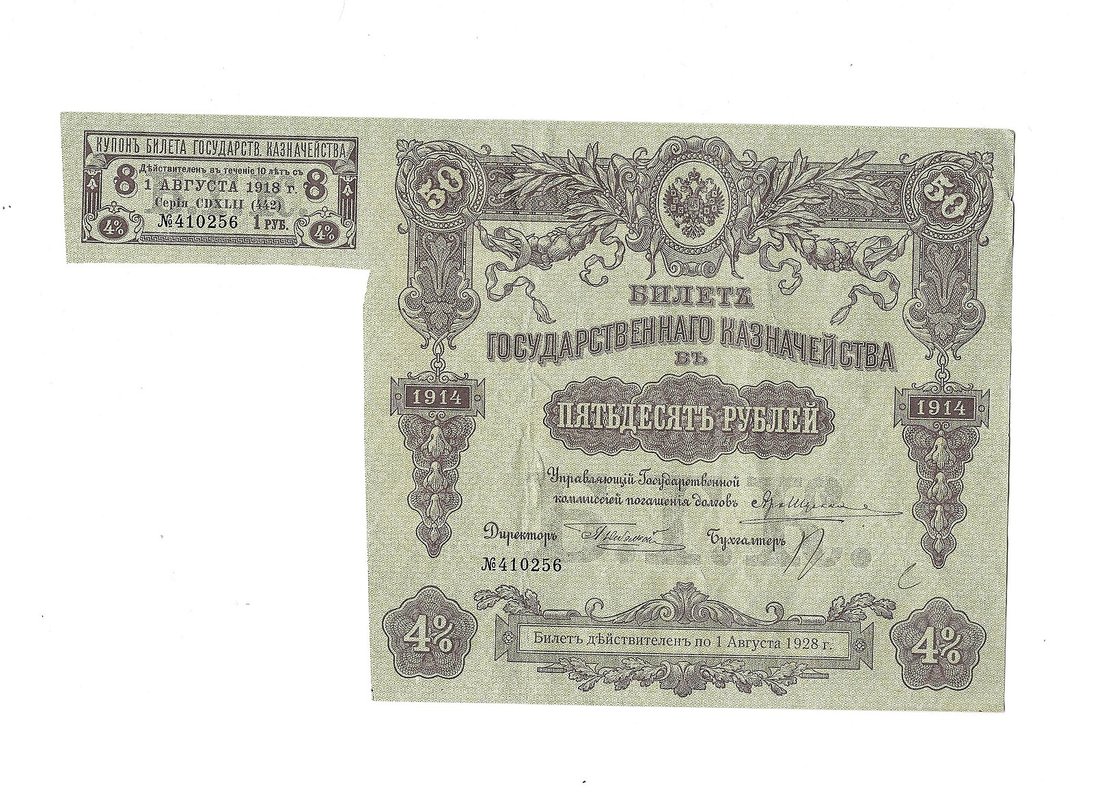 КУПОНЪ БИЛЕТА ГОСУДАРСТВ. КАЗНАЧЕЙСТВА
8 Дѣйствителенъ въ теченіе 10 лѣтъ съ 8
1 АВГУСТА 1918 г.
Серія CDXLII (442)
№410256 1 РУБ.
4% 4%
50 50
БИЛЕТЪ
ГОСУДАРСТВЕННАГО КАЗНАЧЕЙСТВА
ВЪ
1914 1914
ПЯТЬДЕСЯТЪ РУБЛЕЙ
Управляющій Государственной
коммиссіей погашенія долговъ
Директоръ Бухгалтеръ
№410256
4% 4%
Билетъ дѣйствителенъ по 1 Августа 1928 г.